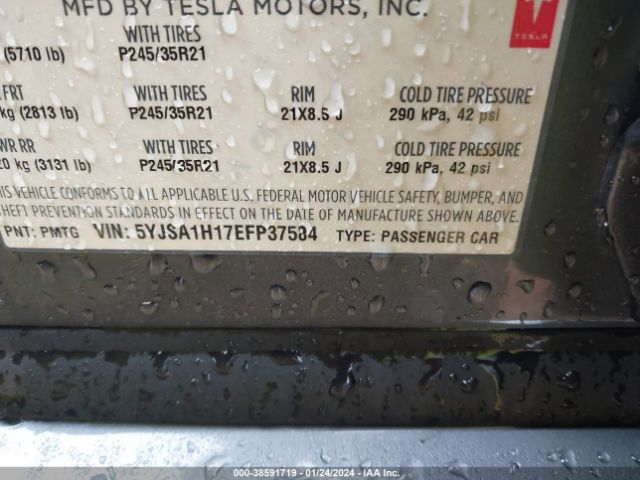 MFD BY TESLA MOTORS, INC.
TESLA
WITH TIRES
(5710 lb) P245/35R21
FRT WITH TIRES RIM COLD TIRE PRESSURE
kg (2813 lb) P245/35R21 21X8.5 J 290 kPa, 42 psi
WR RR WITH TIRES RIM COLD TIRE PRESSURE
20 kg (3131 lb) P245/35R21 21X8.5 J 290 kPa, 42 psi
THIS VEHICLE CONFORMS TO ALL APPLICABLE U.S. FEDERAL MOTOR VEHICLE SAFETY, BUMPER, AND
THEFT PREVENTION STANDARDS IN EFFECT ON THE DATE OF MANUFACTURE SHOWN ABOVE.
PNT: PMTG VIN: 5YJSA1H17EFP37534 TYPE: PASSENGER CAR
000-38591719 - 01/24/2024 - IAA Inc.